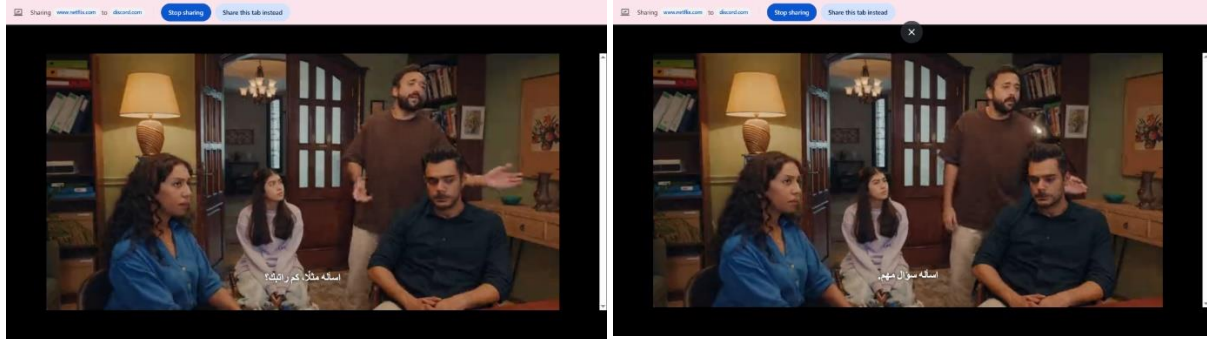 Sharing www.netflix.com to discord.com Stop sharing Share this tab instead
اسأله مثلًا، كم راتبك؟
Sharing www.netflix.com to discord.com Stop sharing Share this tab instead
اسأله سؤال مهم.